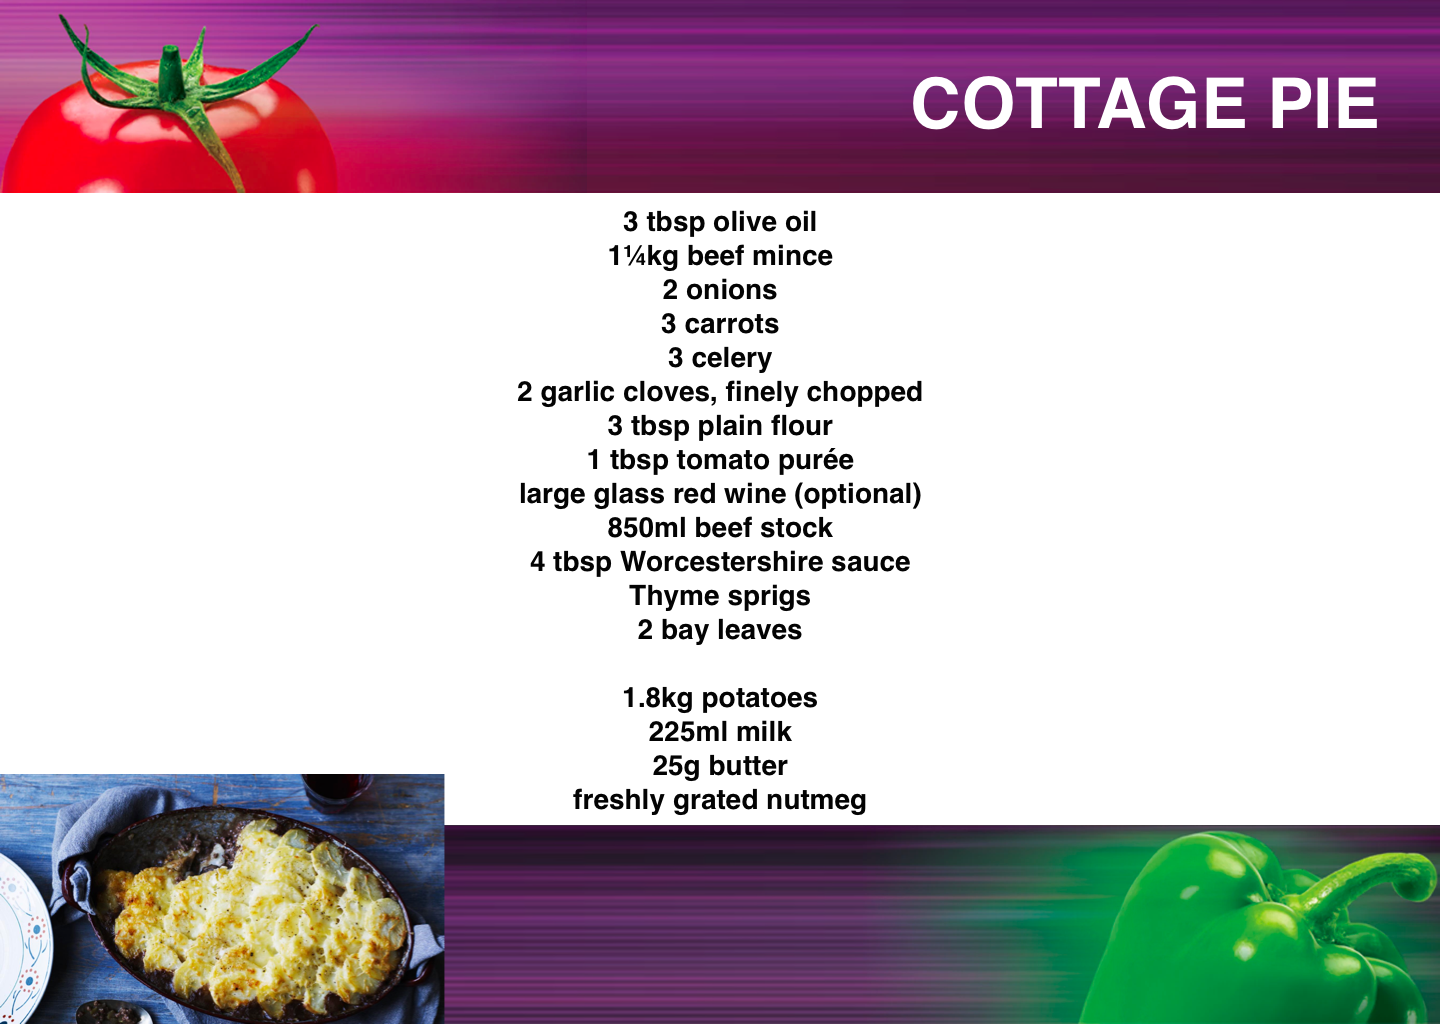 COTTAGE PIE
3 tbsp olive oil
1¼kg beef mince
2 onions
3 carrots
3 celery
2 garlic cloves, finely chopped
3 tbsp plain flour
1 tbsp tomato purée
large glass red wine (optional)
850ml beef stock
4 tbsp Worcestershire sauce
Thyme sprigs
2 bay leaves
1.8kg potatoes
225ml milk
25g butter
freshly grated nutmeg